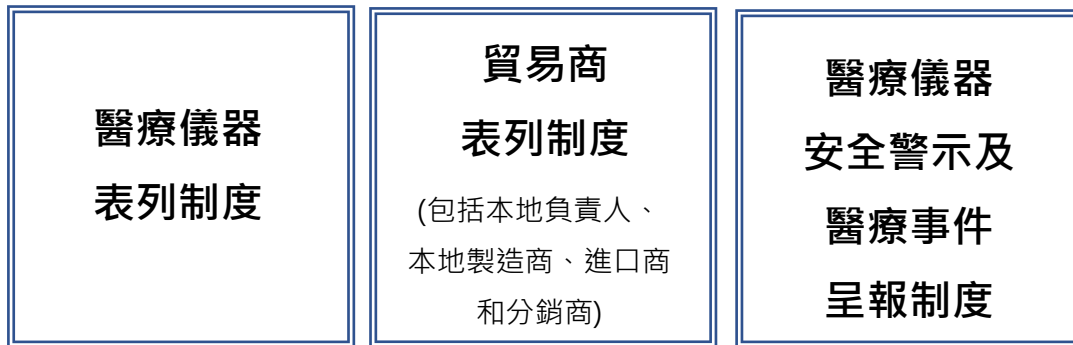 醫療儀器
表列制度
貿易商
表列制度
(包括本地負責人、
本地製造商、進口商
和分銷商)
醫療儀器
安全警示及
醫療事件
呈報制度